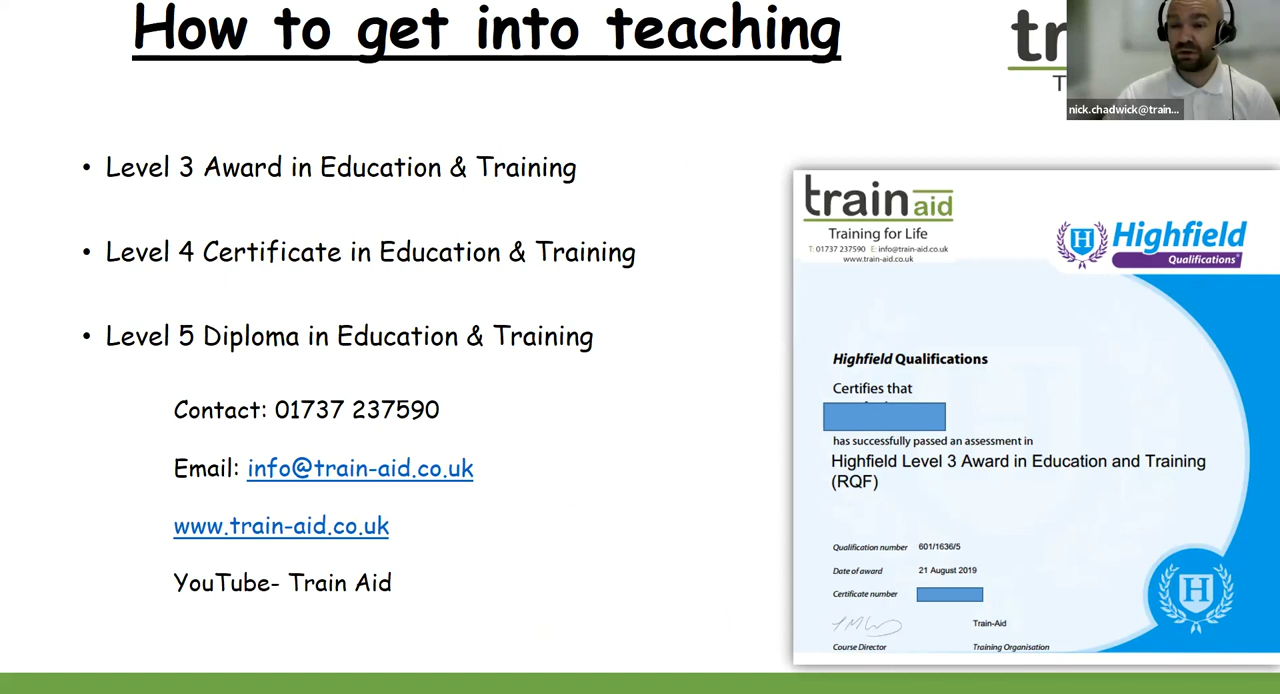 How to get into teaching
tr
T
nick.chadwick@train...
• Level 3 Award in Education & Training
• Level 4 Certificate in Education & Training
• Level 5 Diploma in Education & Training
Contact: 01737 237590
Email: info@train-aid.co.uk
www.train-aid.co.uk
YouTube- Train Aid
train aid
Training for Life
T: 01737 237590 E: info@train-aid.co.uk
www.train-aid.co.uk
H Highfield
Qualifications
Highfield Qualifications
Certifies that
has successfully passed an assessment in
Highfield Level 3 Award in Education and Training
(RQF)
Qualification number 601/1636/5
Date of award 21 August 2019
Certificate number
Train-Aid
Course Director Training Organisation
H